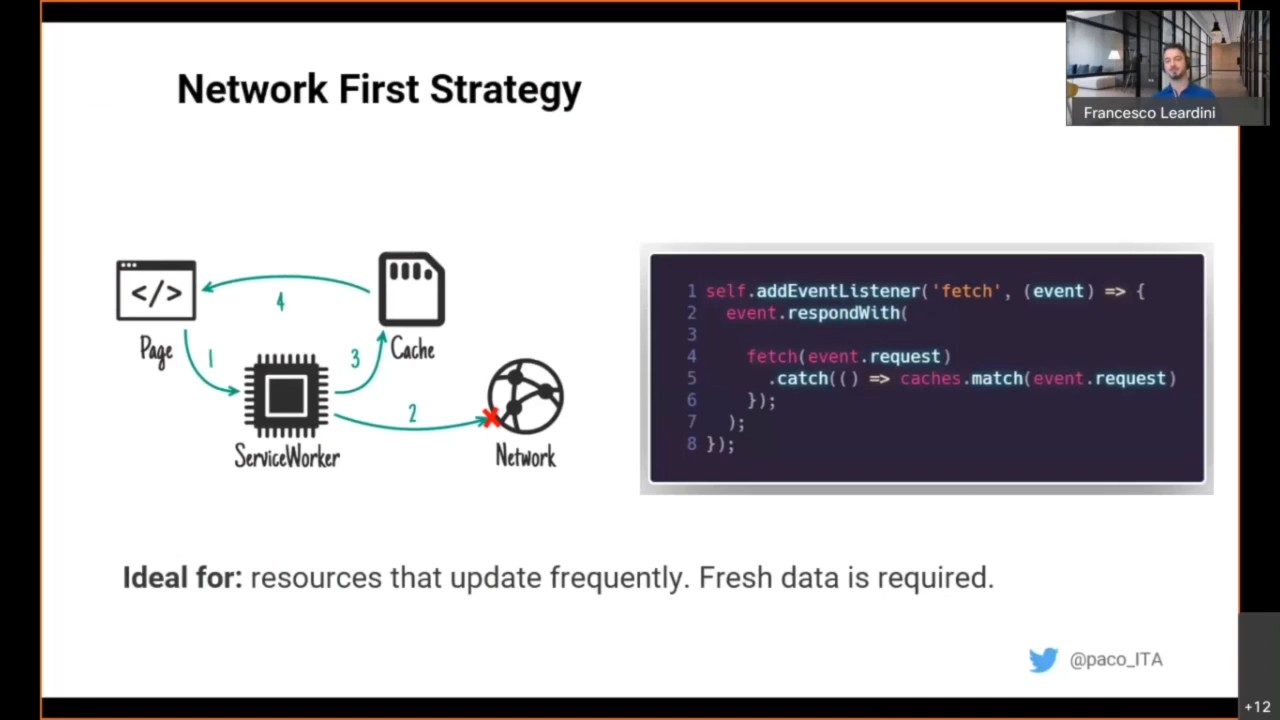 Network First Strategy
Francesco Leardini
</>
Page
1
4
3
Cache
2
ServiceWorker
Network
1 self.addEventListener('fetch', (event) => {
2 event.respondWith(
3
4 fetch(event.request)
5 .catch(() => caches.match(event.request)
6 });
7 );
8 });
Ideal for: resources that update frequently. Fresh data is required.
@paco_ITA
+12